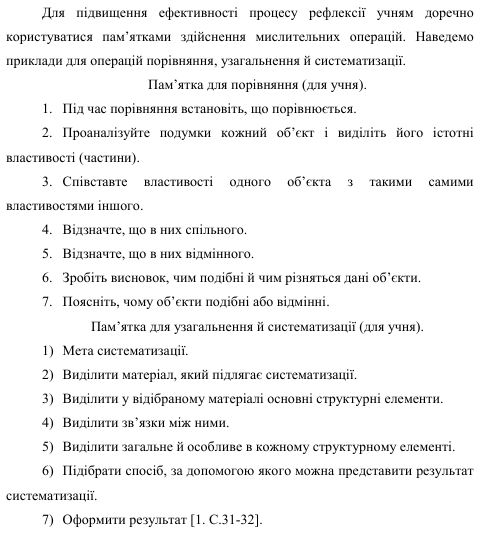 Для підвищення ефективності процесу рефлексії учням доречно
користуватися пам’ятками здійснення мислительних операцій. Наведемо
приклади для операцій порівняння, узагальнення й систематизації.
Пам’ятка для порівняння (для учня).
1. Під час порівняння встановіть, що порівнюється.
2. Проаналізуйте подумки кожний об’єкт і виділіть його істотні
властивості (частини).
3. Співставте властивості одного об’єкта з такими самими
властивостями іншого.
4. Відзначте, що в них спільного.
5. Відзначте, що в них відмінного.
6. Зробіть висновок, чим подібні й чим різняться дані об’єкти.
7. Поясніть, чому об’єкти подібні або відмінні.
Пам’ятка для узагальнення й систематизації (для учня).
1) Мета систематизації.
2) Виділити матеріал, який підлягає систематизації.
3) Виділити у відібраному матеріалі основні структурні елементи.
4) Виділити зв’язки між ними.
5) Виділити загальне й особливе в кожному структурному елементі.
6) Підібрати спосіб, за допомогою якого можна представити результат
систематизації.
7) Оформити результат [1. С.31-32].